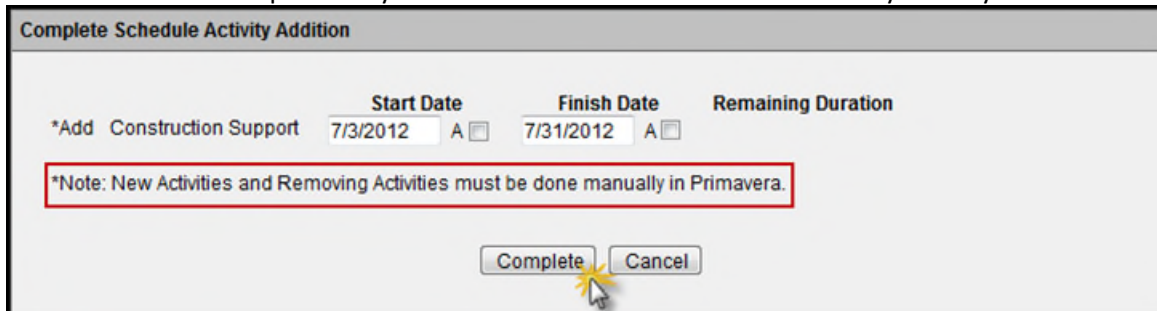 Complete Schedule Activity Addition
Start Date Finish Date Remaining Duration
*Add Construction Support 7/3/2012 A 7/31/2012 A
*Note: New Activities and Removing Activities must be done manually in Primavera.
Complete Cancel